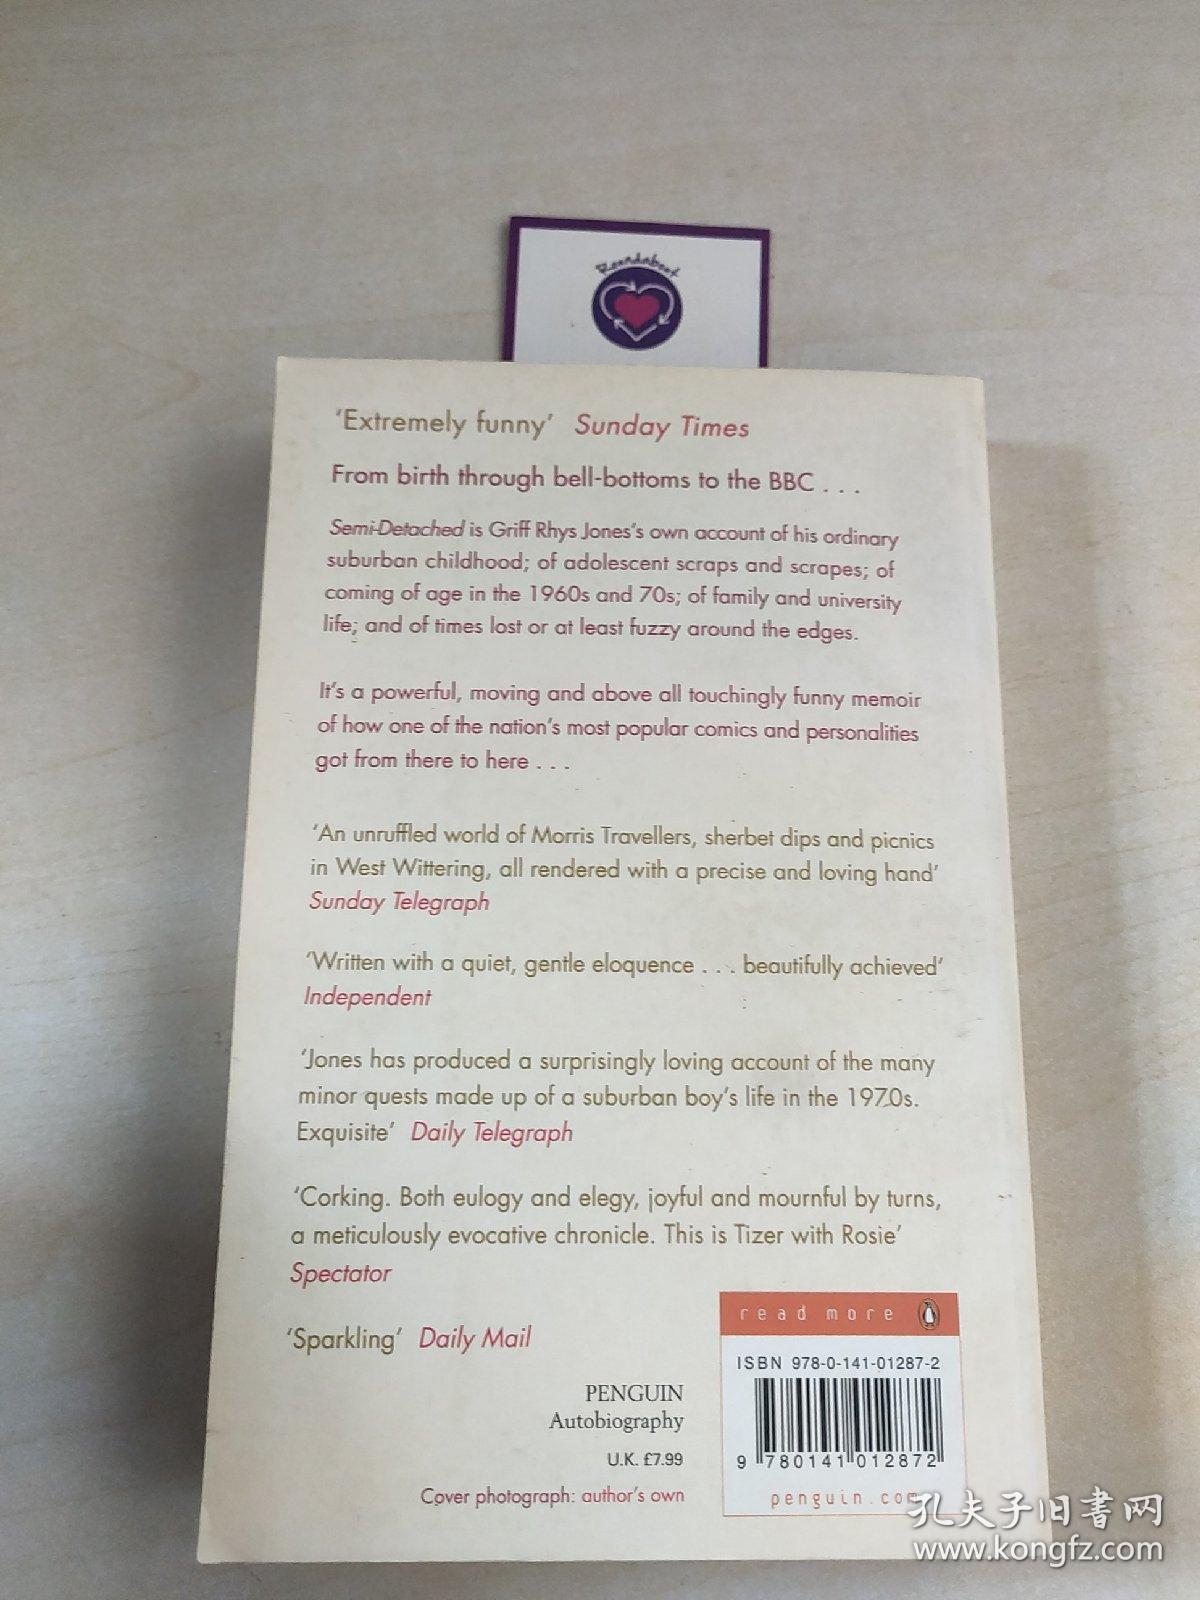 Roundabout
'Extremely funny' Sunday Times
From birth through bell-bottoms to the BBC . . .
Semi-Detached is Griff Rhys Jones's own account of his ordinary
suburban childhood; of adolescent scraps and scrapes; of
coming of age in the 1960s and 70s; of family and university
life; and of times lost or at least fuzzy around the edges.
It's a powerful, moving and above all touchingly funny memoir
of how one of the nation's most popular comics and personalities
got from there to here . . .
'An unruffled world of Morris Travellers, sherbet dips and picnics
in West Wittering, all rendered with a precise and loving hand'
Sunday Telegraph
'Written with a quiet, gentle eloquence . . . beautifully achieved'
Independent
'Jones has produced a surprisingly loving account of the many
minor quests made up of a suburban boy's life in the 1970s.
Exquisite' Daily Telegraph
'Corking. Both eulogy and elegy, joyful and mournful by turns,
a meticulously evocative chronicle. This is Tizer with Rosie'
Spectator
'Sparkling' Daily Mail
PENGUIN
Autobiography
U.K. £7.99
Cover photograph: author's own
read more
ISBN 978-0-141-01287-2
9 780141 012872
penguin.com
孔夫子旧书网
www.kongfz.com